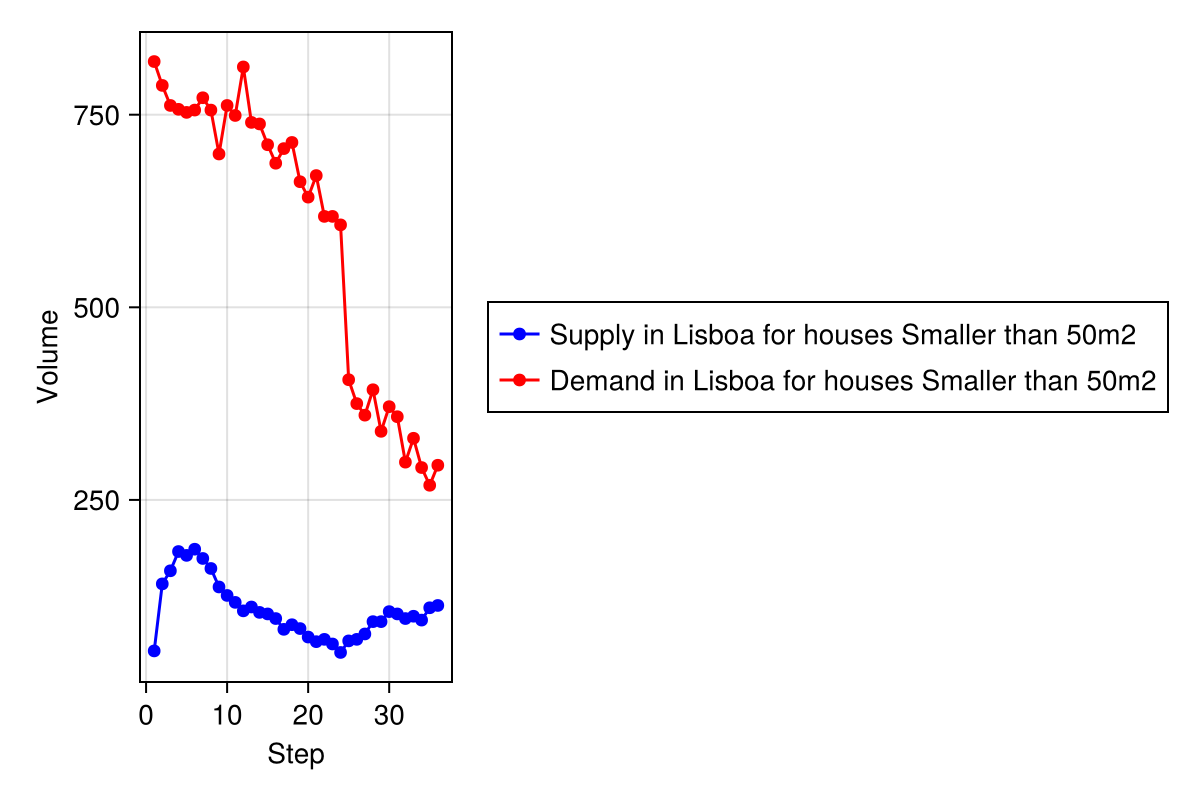 750
500
250
Volume
0 10 20 30
Step
Supply in Lisboa for houses Smaller than 50m2
Demand in Lisboa for houses Smaller than 50m2